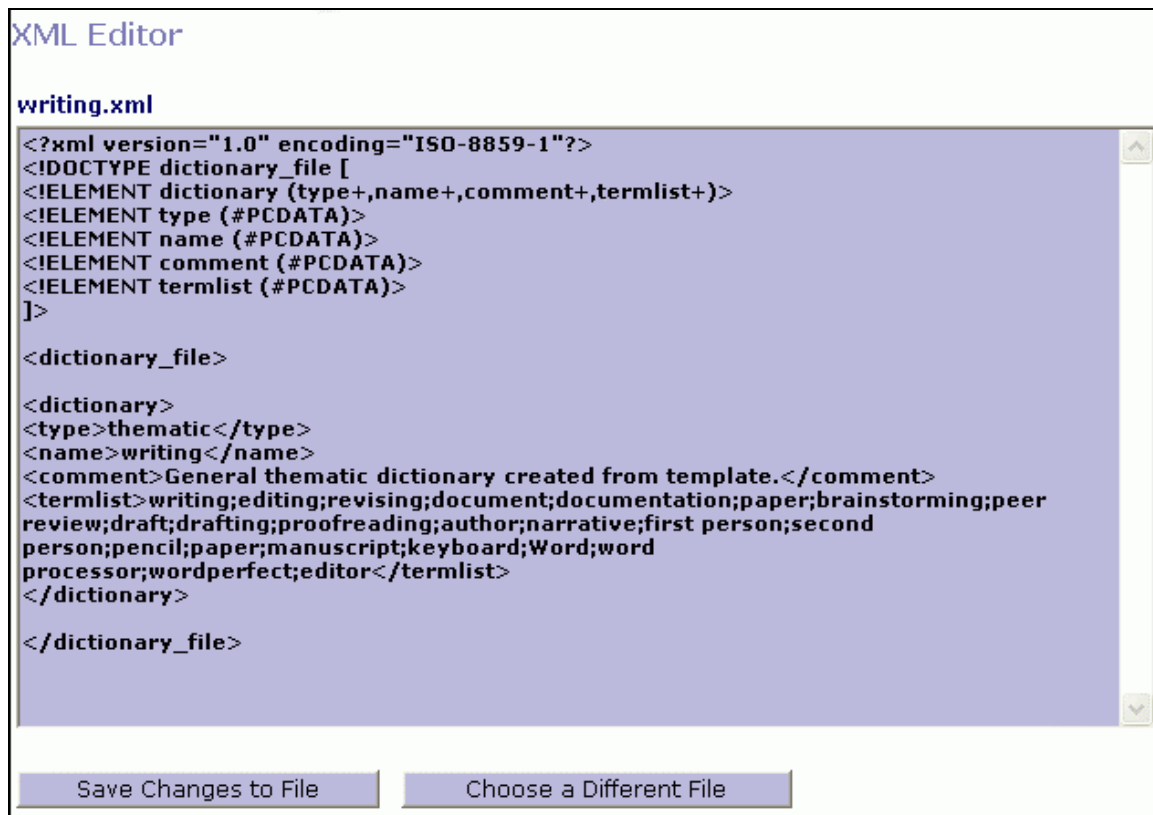 XML Editor
writing.xml
<?xml version="1.0" encoding="ISO-8859-1"?>
<!DOCTYPE dictionary_file [
<!ELEMENT dictionary (type+,name+,comment+,termlist+)>
<!ELEMENT type (#PCDATA)>
<!ELEMENT name (#PCDATA)>
<!ELEMENT comment (#PCDATA)>
<!ELEMENT termlist (#PCDATA)>
]>
<dictionary_file>
<dictionary>
<type>thematic</type>
<name>writing</name>
<comment>General thematic dictionary created from template.</comment>
<termlist>writing;editing;revising;document;documentation;paper;brainstorming;peer
review;draft;drafting;proofreading;author;narrative;first person;second
person;pencil;paper;manuscript;keyboard;Word;word
processor;wordperfect;editor</termlist>
</dictionary>
</dictionary_file>
Save Changes to File
Choose a Different File